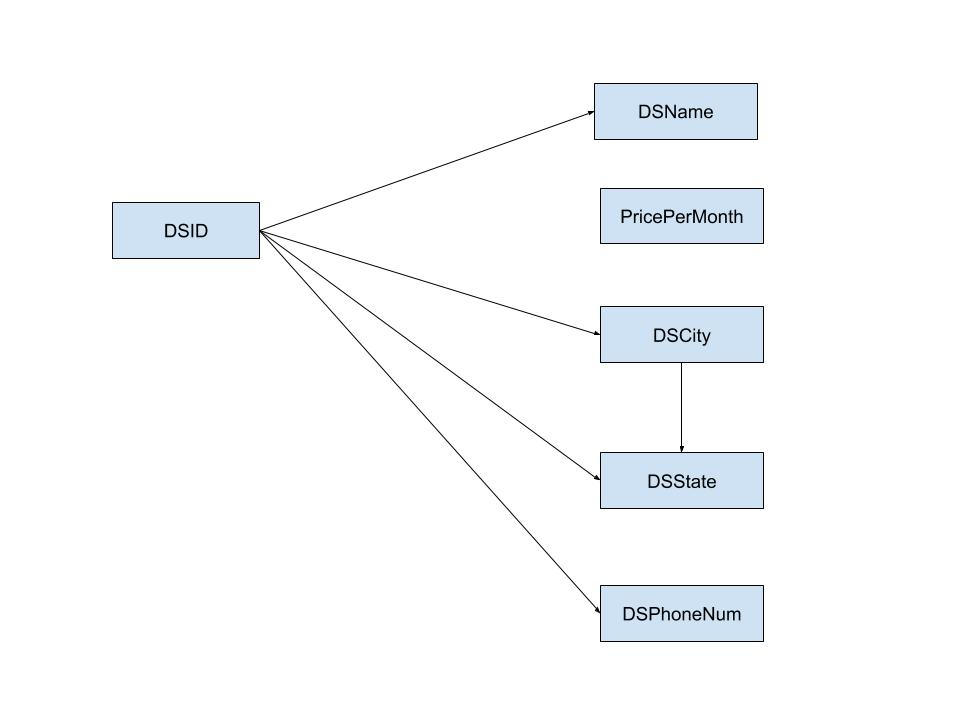 DSName
PricePerMonth
DSID
DSCity
DSState
DSPhoneNum